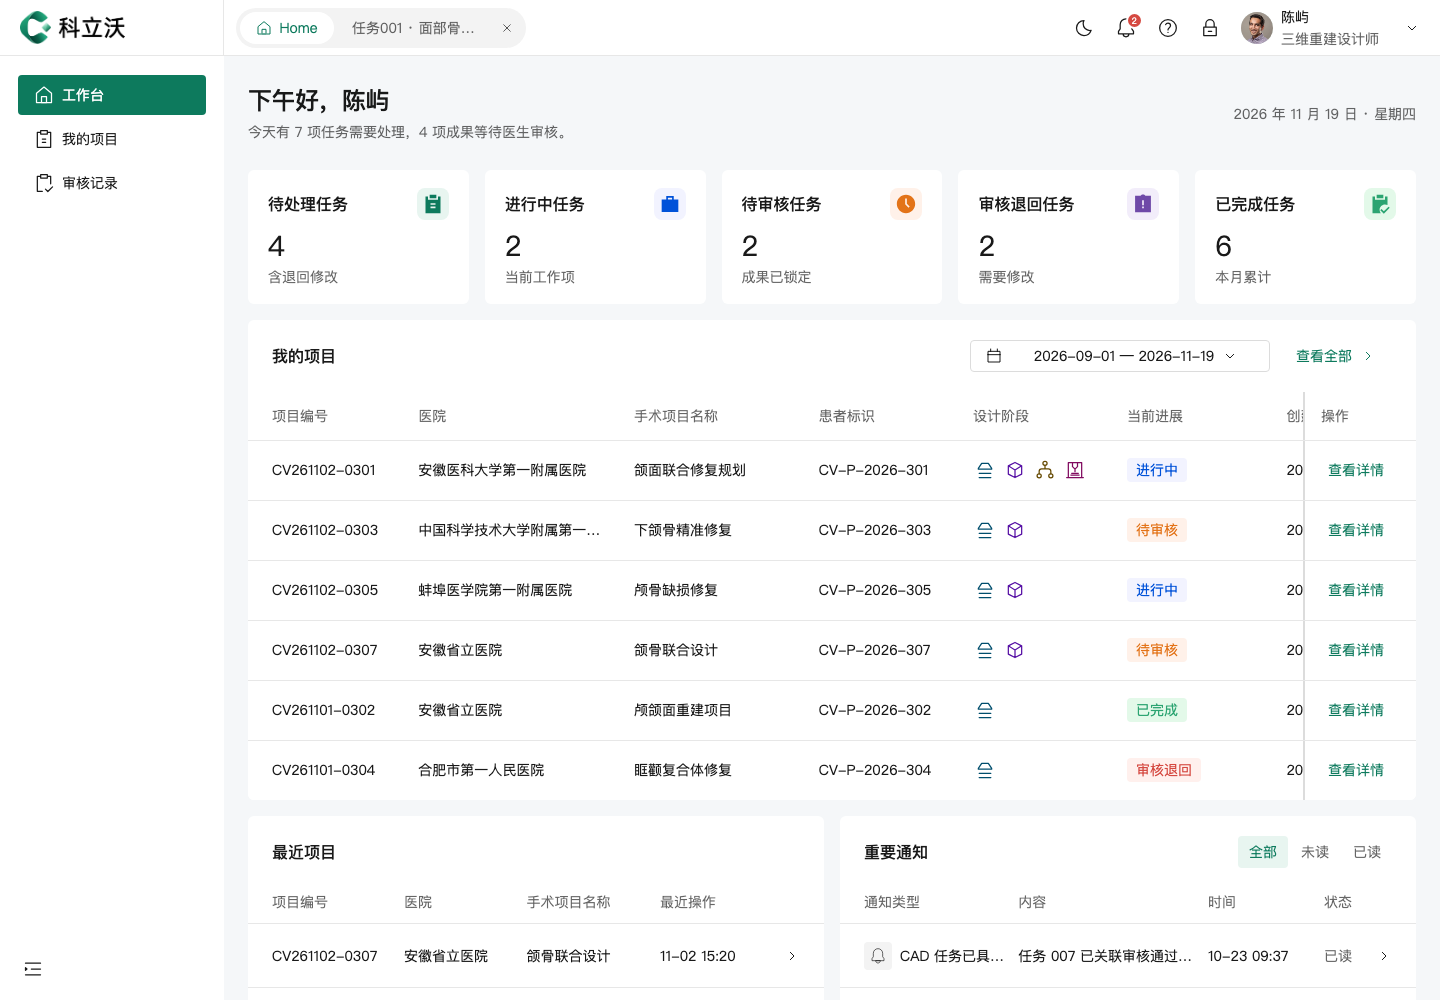 科立沃
Home
任务001 · 面部骨...
2
陈屿
三维重建设计师
工作台
我的项目
审核记录
下午好，陈屿
今天有 7 项任务需要处理，4 项成果等待医生审核。
2026 年 11 月 19 日 · 星期四
待处理任务
4
含退回修改
进行中任务
2
当前工作项
待审核任务
2
成果已锁定
审核退回任务
2
需要修改
已完成任务
6
本月累计
我的项目
2026-09-01 — 2026-11-19
查看全部
项目编号 医院 手术项目名称 患者标识 设计阶段 当前进展 操作
CV261102-0301 安徽医科大学第一附属医院 颌面联合修复规划 CV-P-2026-301 进行中 20 查看详情
CV261102-0303 中国科学技术大学附属第一... 下颌骨精准修复 CV-P-2026-303 待审核 20 查看详情
CV261102-0305 蚌埠医学院第一附属医院 颅骨缺损修复 CV-P-2026-305 进行中 20 查看详情
CV261102-0307 安徽省立医院 颌骨联合设计 CV-P-2026-307 待审核 20 查看详情
CV261101-0302 安徽省立医院 颅颌面重建项目 CV-P-2026-302 已完成 20 查看详情
CV261101-0304 合肥市第一人民医院 眶颧复合体修复 CV-P-2026-304 审核退回 20 查看详情
最近项目
项目编号 医院 手术项目名称 最近操作
CV261102-0307 安徽省立医院 颌骨联合设计 11-02 15:20
重要通知
全部 未读 已读
通知类型 内容 时间 状态
CAD 任务已具... 任务 007 已关联审核通过... 10-23 09:37 已读